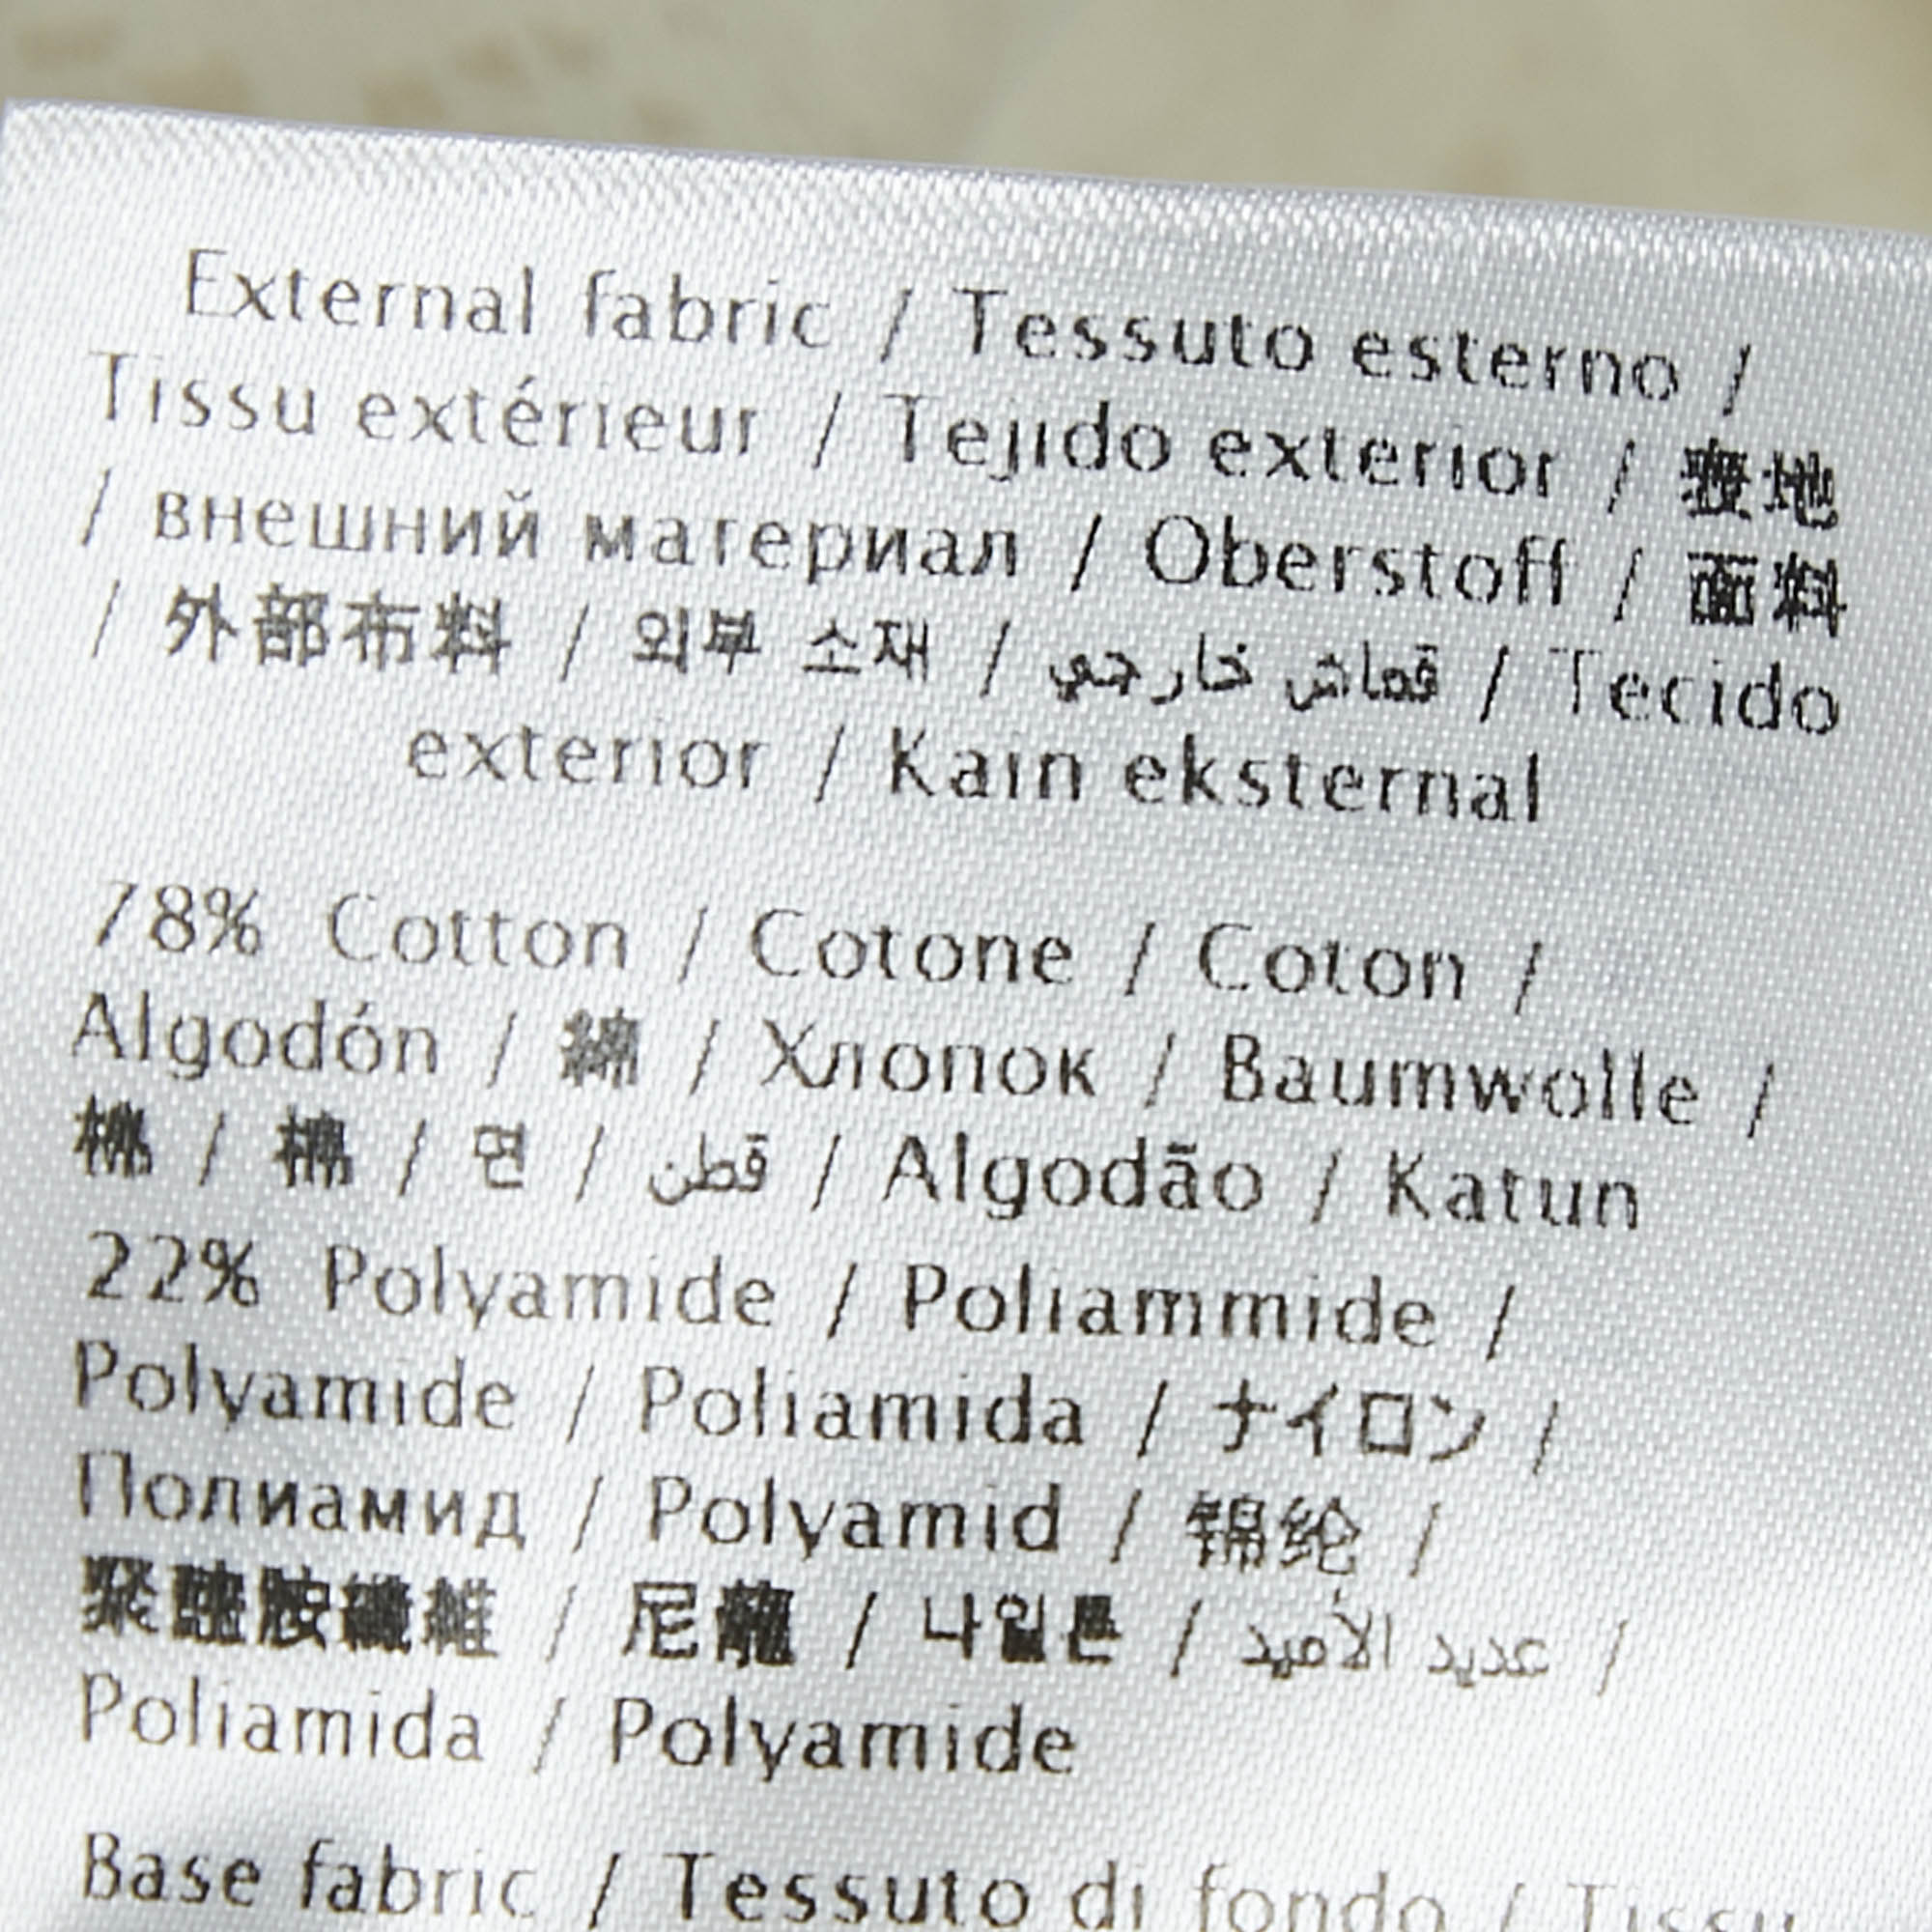 External fabric / Tessuto esterno /
Tissu extérieur / Tejido exterior / 表地
/ внешний материал / Oberstoff / 面料
/ 外部布料 / 외부 소재 / قماش خارجي / Tecido
exterior / Kain eksternal
78% Cotton / Cotone / Coton /
Algodón / 綿 / Хлопок / Baumwolle /
棉 / 棉 / 면 / قطن / Algodão / Katun
22% Polyamide / Poliammide /
Polyamide / Poliamida / ナイロン /
Полиамид / Polyamid / 锦纶 /
聚醯胺纖維 / 尼龍 / 나일론 / عديد الأميد /
Poliamida / Polyamide
Base fabric / Tessuto di fondo / Tissu